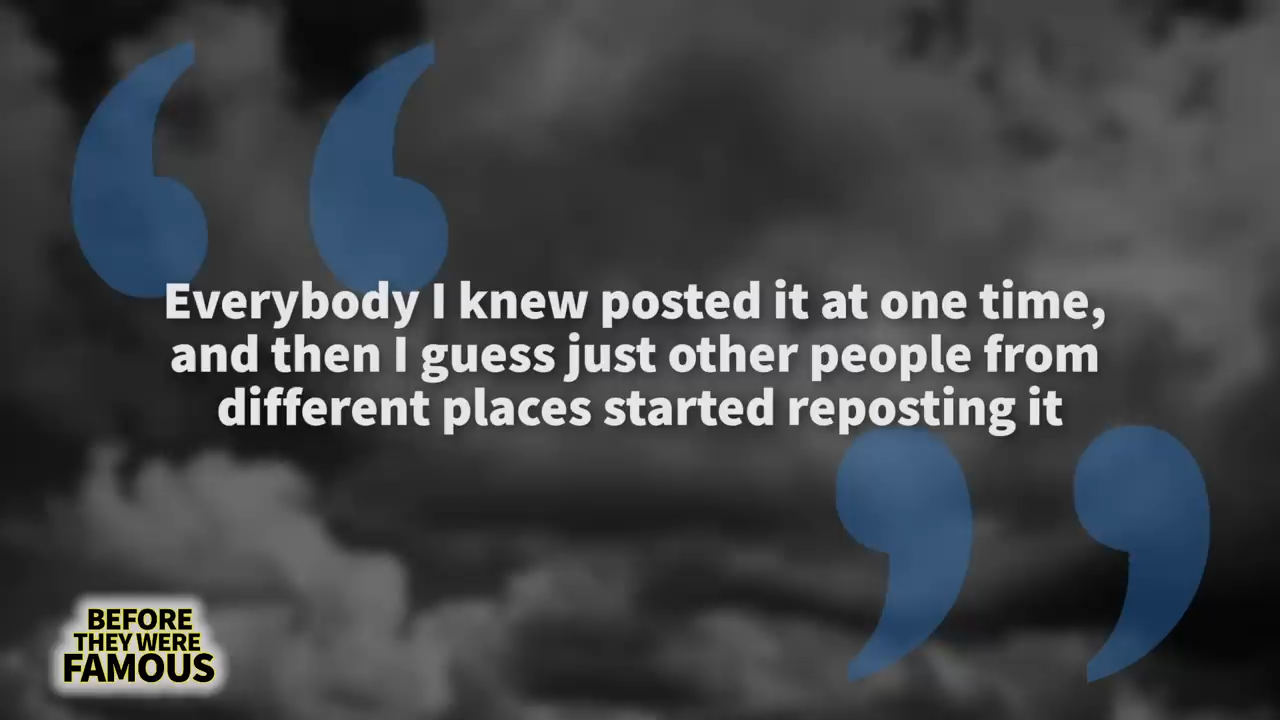 Everybody I knew posted it at one time,
and then I guess just other people from
different places started reposting it
BEFORE
THEY WERE
FAMOUS